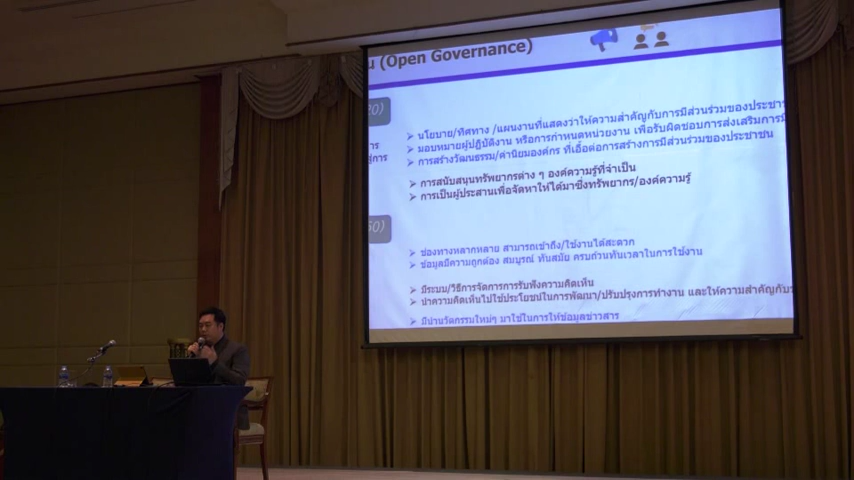 น (Open Governance)
20)
➢ นโยบาย/ทิศทาง /แผนงานที่แสดงว่าให้ความสำคัญกับการมีส่วนร่วมของประชา
➢ มอบหมายผู้ปฏิบัติงาน หรือการกำหนดหน่วยงาน เพื่อรับผิดชอบการส่งเสริมการมี
➢ การสร้างวัฒนธรรม/ค่านิยมองค์กร ที่เอื้อต่อการสร้างการมีส่วนร่วมของประชาชน
➢ การสนับสนุนทรัพยากรต่าง ๆ องค์ความรู้ที่จำเป็น
➢ การเป็นผู้ประสานเพื่อจัดหาให้ได้มาซึ่งทรัพยากร/องค์ความรู้
50)
➢ ช่องทางหลากหลาย สามารถเข้าถึง/ใช้งานได้สะดวก
➢ ข้อมูลมีความถูกต้อง สมบูรณ์ ทันสมัย ครบถ้วนทันเวลาในการใช้งาน
➢ มีระบบ/วิธีการจัดการการรับฟังความคิดเห็น
➢ นำความคิดเห็นไปใช้ประโยชน์ในการพัฒนา/ปรับปรุงการทำงาน และให้ความสำคัญกับ
➢ มีนำนวัตกรรมใหม่ๆ มาใช้ในการให้ข้อมูลข่าวสาร